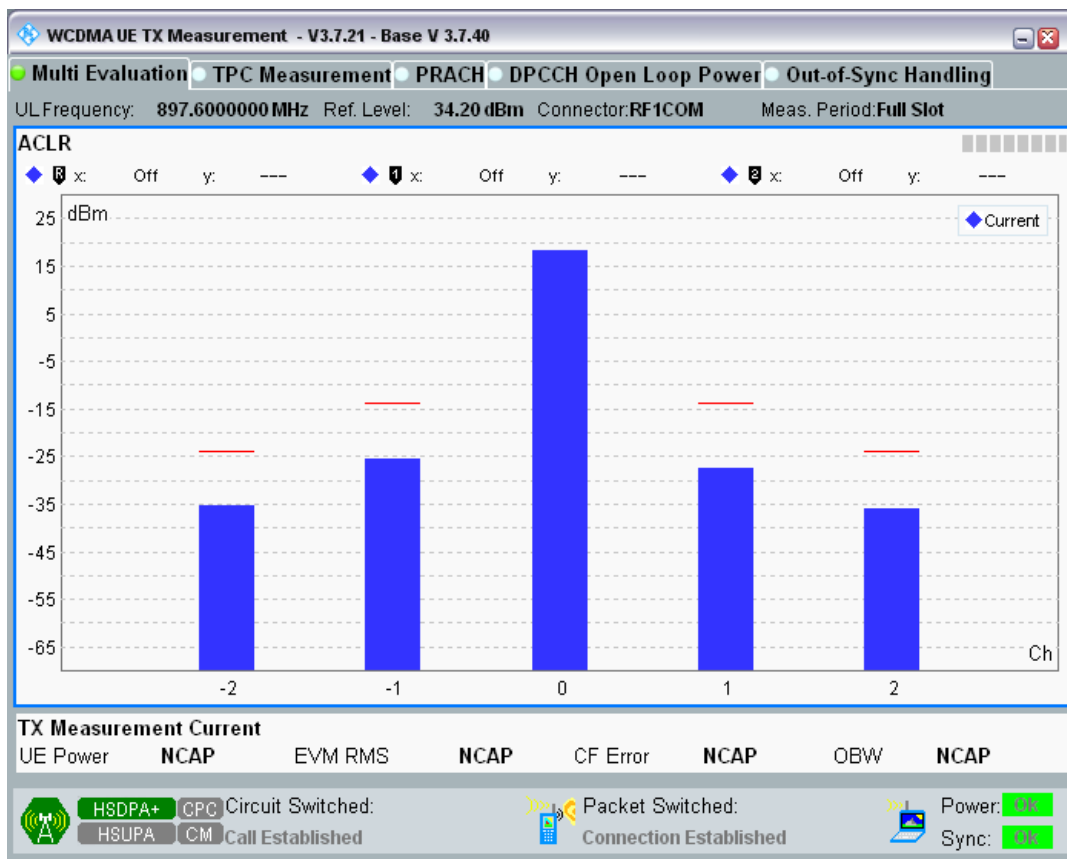 WCDMA UE TX Measurement - V3.7.21 - Base V 3.7.40
Multi Evaluation TPC Measurement PRACH DPCCH Open Loop Power Out-of-Sync Handling
UL Frequency: 897.6000000 MHz Ref. Level: 34.20 dBm Connector:RF1COM Meas. Period:Full Slot
ACLR
R x: Off y: --- 1 x: Off y: --- 2 x: Off y: ---
dBm
Current
25
15
5
-5
-15
-25
-35
-45
-55
-65
Ch
-2 -1 0 1 2
TX Measurement Current
UE Power NCAP EVM RMS NCAP CF Error NCAP OBW NCAP
HSDPA+ CPC Circuit Switched: Packet Switched: Power: OK
HSUPA CM Call Established Connection Established Sync: OK